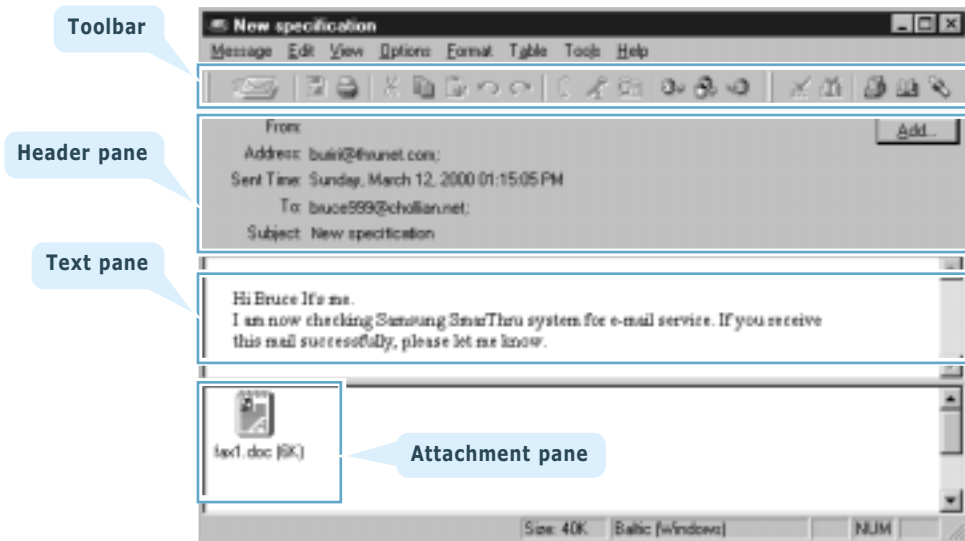 Toolbar
New specification
Message Edit View Options Format Table Tools Help
Header pane
From:
Add...
Address: buriri@thrunet.com;
Sent Time: Sunday, March 12, 2000 01:15:05 PM
To: bruce999@chollian.net;
Subject: New specification
Text pane
Hi Bruce It's me.
I am now checking Samsung SmarThru system for e-mail service. If you receive
this mail successfully, please let me know.
fax1.doc (6K)
Attachment pane
Size: 40K. Baltic (Windows) NUM